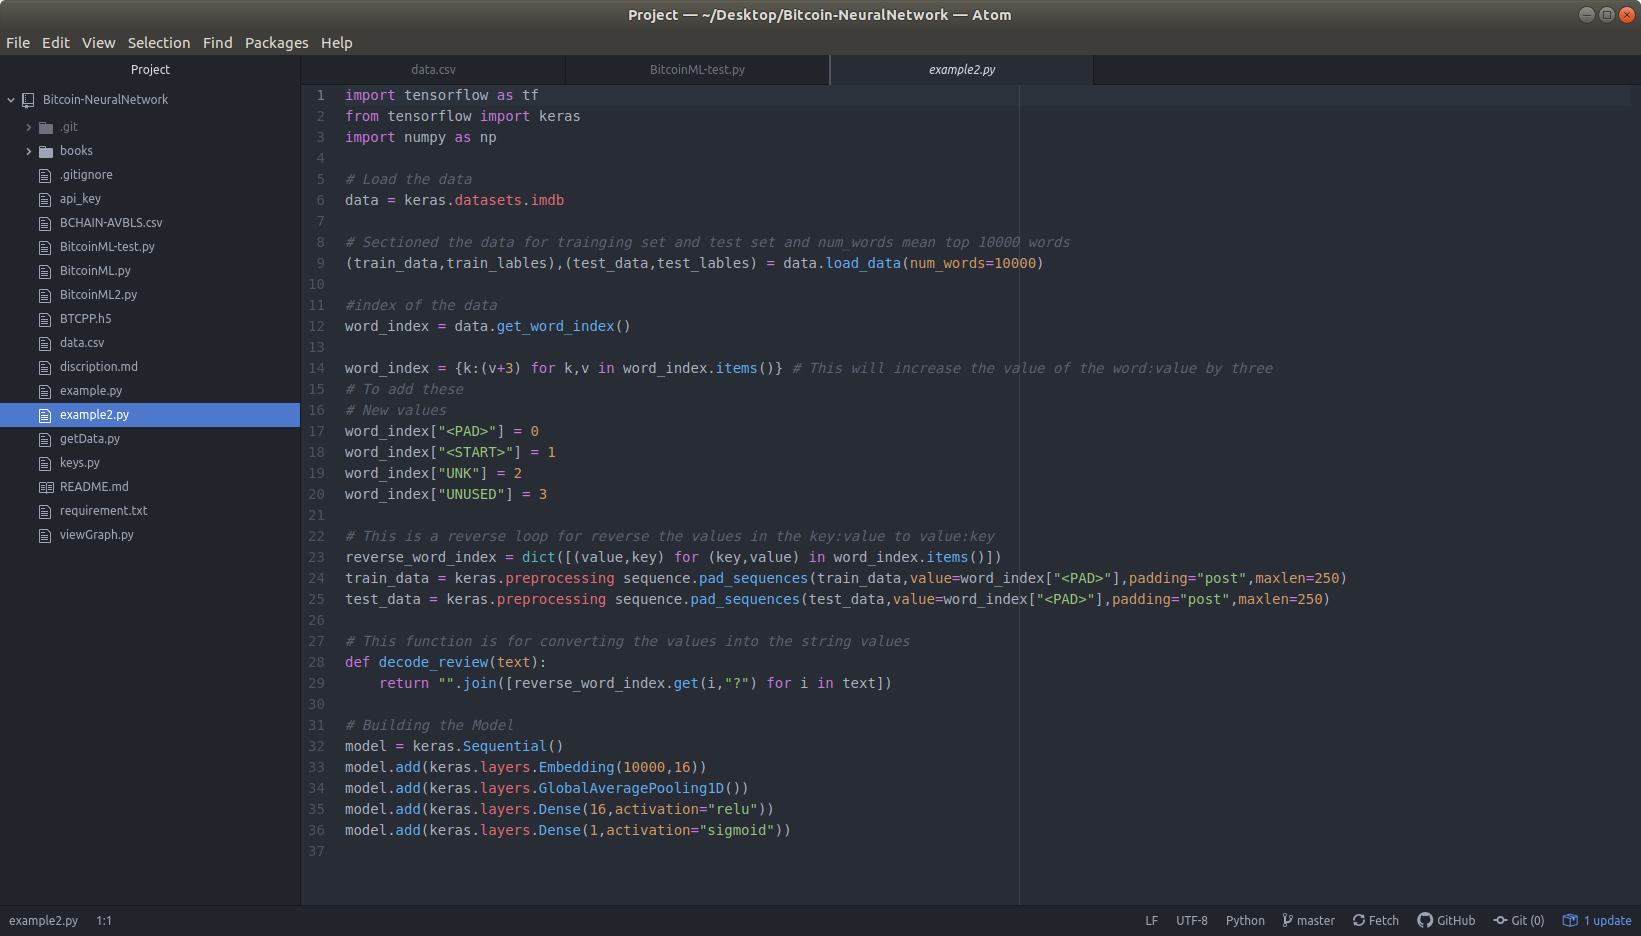 Project — ~/Desktop/Bitcoin-NeuralNetwork — Atom
File Edit View Selection Find Packages Help
Project
Bitcoin-NeuralNetwork
.git
books
.gitignore
api_key
BCHAIN-AVBLS.csv
BitcoinML-test.py
BitcoinML.py
BitcoinML2.py
BTCPP.h5
data.csv
discription.md
example.py
example2.py
getData.py
keys.py
README.md
requirement.txt
viewGraph.py
data.csv BitcoinML-test.py example2.py
1 import tensorflow as tf
2 from tensorflow import keras
3 import numpy as np
4
5 # Load the data
6 data = keras.datasets.imdb
7
8 # Sectioned the data for trainging set and test set and num_words mean top 10000 words
9 (train_data,train_lables),(test_data,test_lables) = data.load_data(num_words=10000)
10
11 #index of the data
12 word_index = data.get_word_index()
13
14 word_index = {k:(v+3) for k,v in word_index.items()} # This will increase the value of the word:value by three
15 # To add these
16 # New values
17 word_index["<PAD>"] = 0
18 word_index["<START>"] = 1
19 word_index["UNK"] = 2
20 word_index["UNUSED"] = 3
21
22 # This is a reverse loop for reverse the values in the key:value to value:key
23 reverse_word_index = dict([(value,key) for (key,value) in word_index.items()])
24 train_data = keras.preprocessing sequence.pad_sequences(train_data,value=word_index["<PAD>"],padding="post",maxlen=250)
25 test_data = keras.preprocessing sequence.pad_sequences(test_data,value=word_index["<PAD>"],padding="post",maxlen=250)
26
27 # This function is for converting the values into the string values
28 def decode_review(text):
29     return "".join([reverse_word_index.get(i,"?") for i in text])
30
31 # Building the Model
32 model = keras.Sequential()
33 model.add(keras.layers.Embedding(10000,16))
34 model.add(keras.layers.GlobalAveragePooling1D())
35 model.add(keras.layers.Dense(16,activation="relu"))
36 model.add(keras.layers.Dense(1,activation="sigmoid"))
37
example2.py 1:1 LF UTF-8 Python master Fetch GitHub Git (0) 1 update